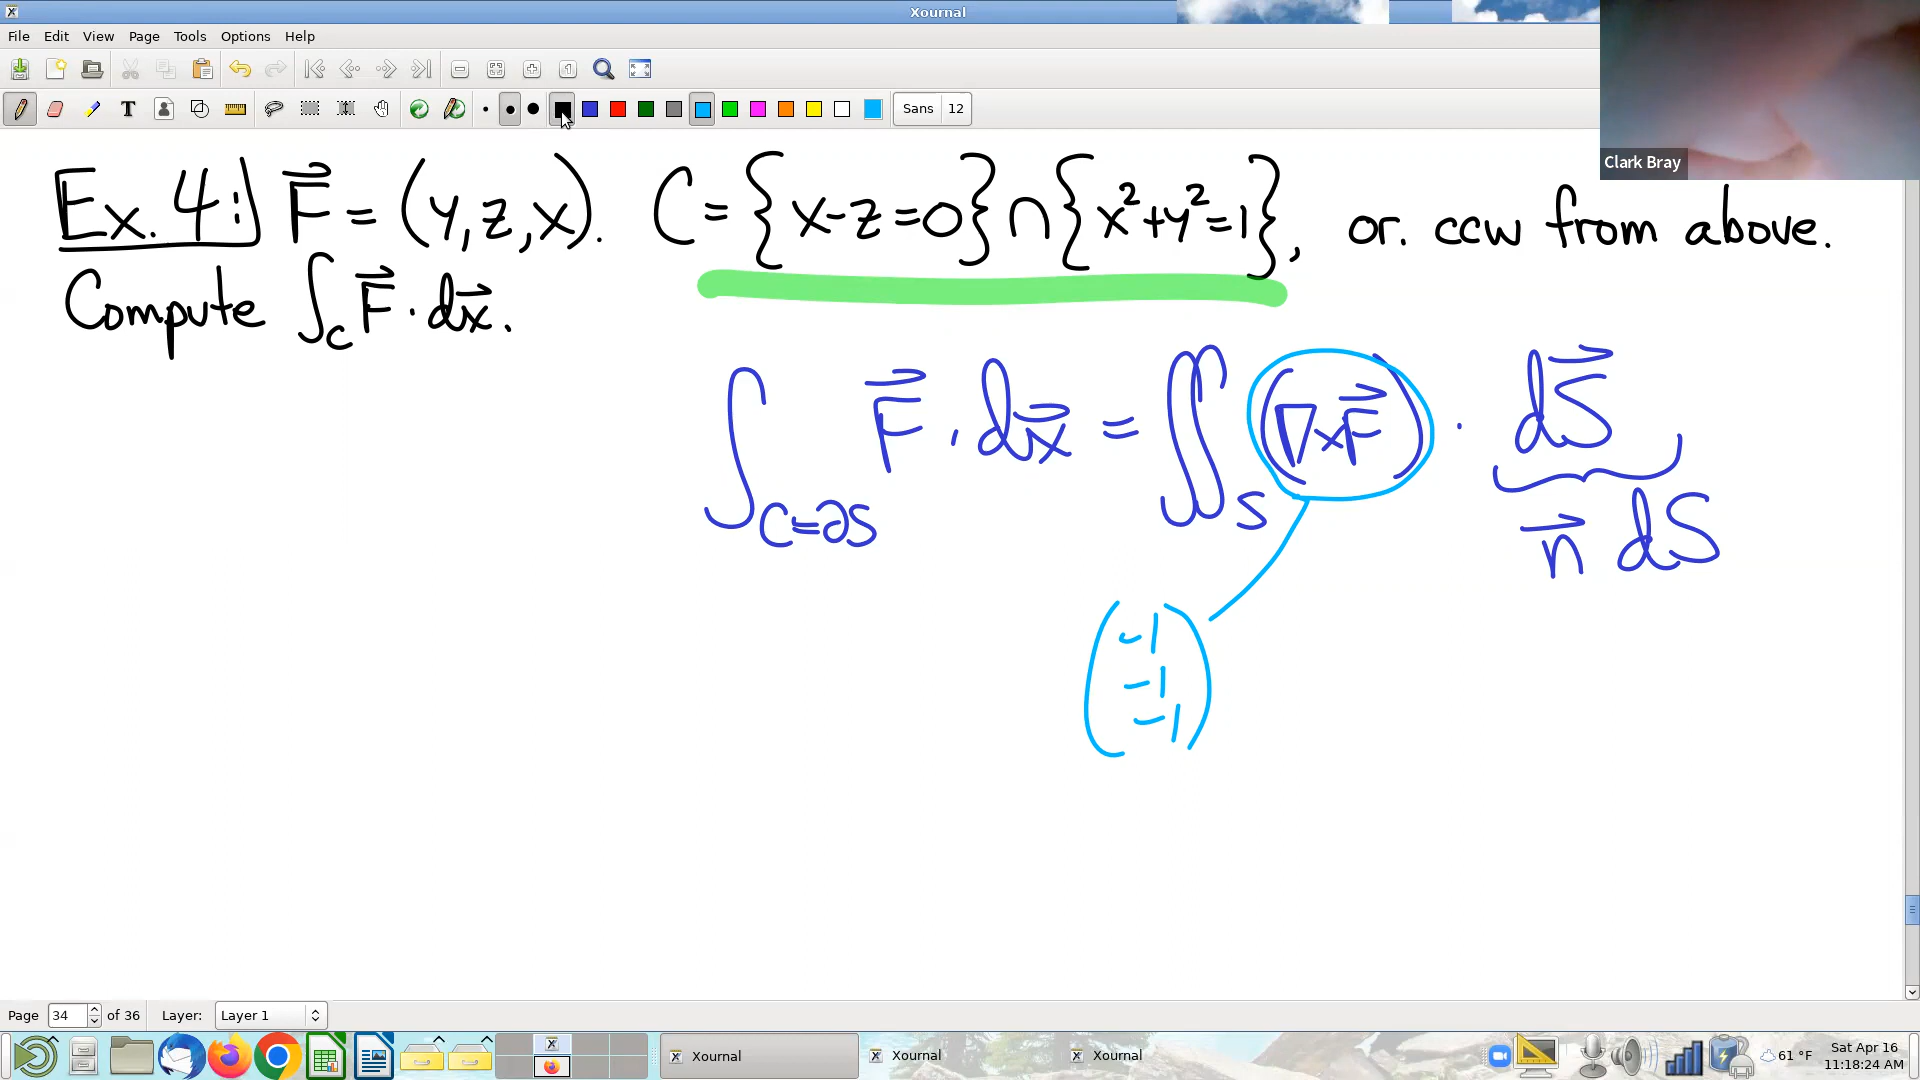 Xournal
File Edit View Page Tools Options Help
Sans 12
Clark Bray
Ex. 4: F⃗ = (y, z, x). C = {x-z=0} ∩ {x²+y²=1}, or. ccw from above.
Compute ∫_C F⃗ · dx⃗.
∫_{C=∂S} F⃗ · dx⃗ = ∬_S (∇×F⃗) · dS⃗
n⃗ dS
(-1
-1
-1)
Page 34 of 36 Layer: Layer 1
Xournal Xournal Xournal
61 °F
Sat Apr 16
11:18:24 AM